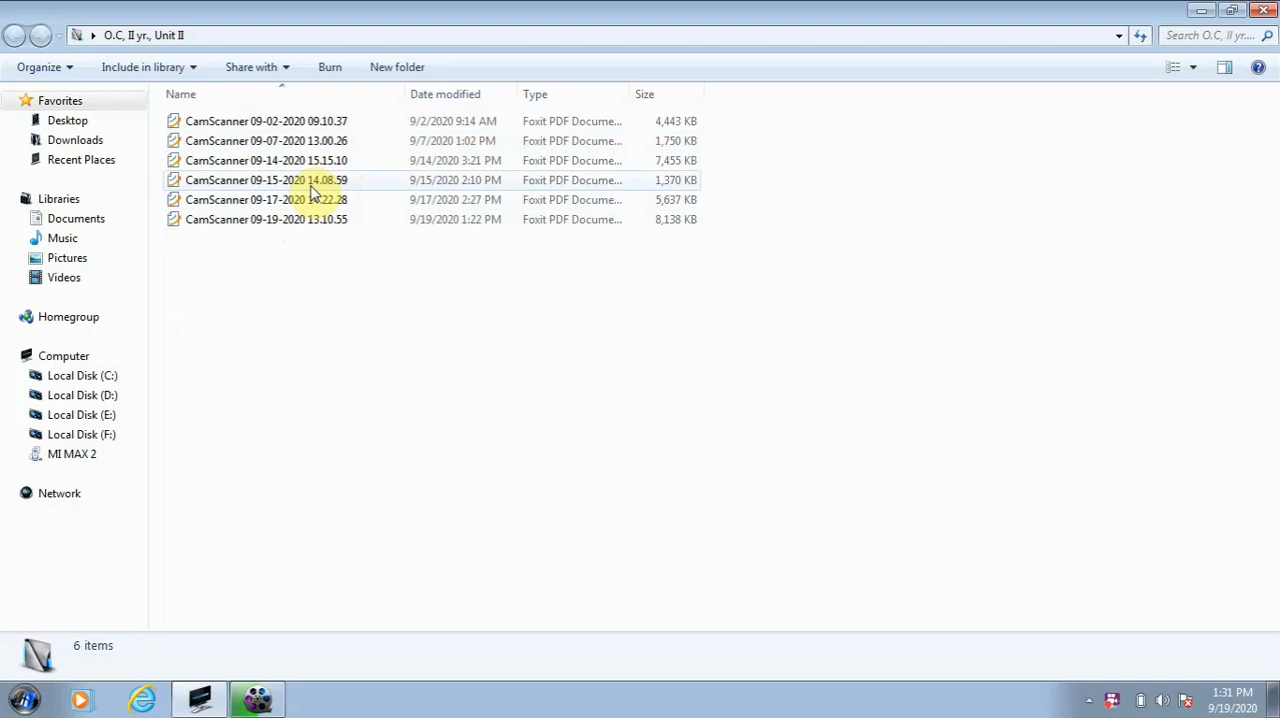 O.C, II yr., Unit II
Search O.C, II yr....
Organize
Include in library
Share with
Burn
New folder
Favorites
Desktop
Downloads
Recent Places
Libraries
Documents
Music
Pictures
Videos
Homegroup
Computer
Local Disk (C:)
Local Disk (D:)
Local Disk (E:)
Local Disk (F:)
MI MAX 2
Network
Name Date modified Type Size
CamScanner 09-02-2020 09.10.37 9/2/2020 9:14 AM Foxit PDF Docume... 4,443 KB
CamScanner 09-07-2020 13.00.26 9/7/2020 1:02 PM Foxit PDF Docume... 1,750 KB
CamScanner 09-14-2020 15.15.10 9/14/2020 3:21 PM Foxit PDF Docume... 7,455 KB
CamScanner 09-15-2020 14.08.59 9/15/2020 2:10 PM Foxit PDF Docume... 1,370 KB
CamScanner 09-17-2020 9/17/2020 2:27 PM Foxit PDF Docume... 5,637 KB
CamScanner 09-19-2020 13.10.55 9/19/2020 1:22 PM Foxit PDF Docume... 8,138 KB
6 items
1:31 PM
9/19/2020